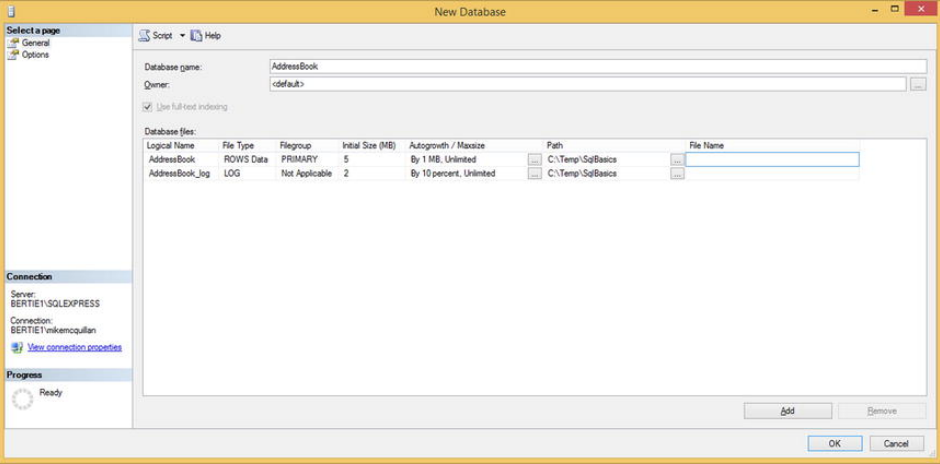 New Database
Select a page
General
Options
Script Help
Database name: AddressBook
Owner: <default> ...
Use full-text indexing
Database files:
Logical Name File Type Filegroup Initial Size (MB) Autogrowth / Maxsize Path File Name
AddressBook ROWS Data PRIMARY 5 By 1 MB, Unlimited ... C:\Temp\SqlBasics ...
AddressBook_log LOG Not Applicable 2 By 10 percent, Unlimited ... C:\Temp\SqlBasics ...
Connection
Server:
BERTIE1\SQLEXPRESS
Connection:
BERTIE1\mikemcquillan
View connection properties
Progress
Ready
Add Remove
OK Cancel